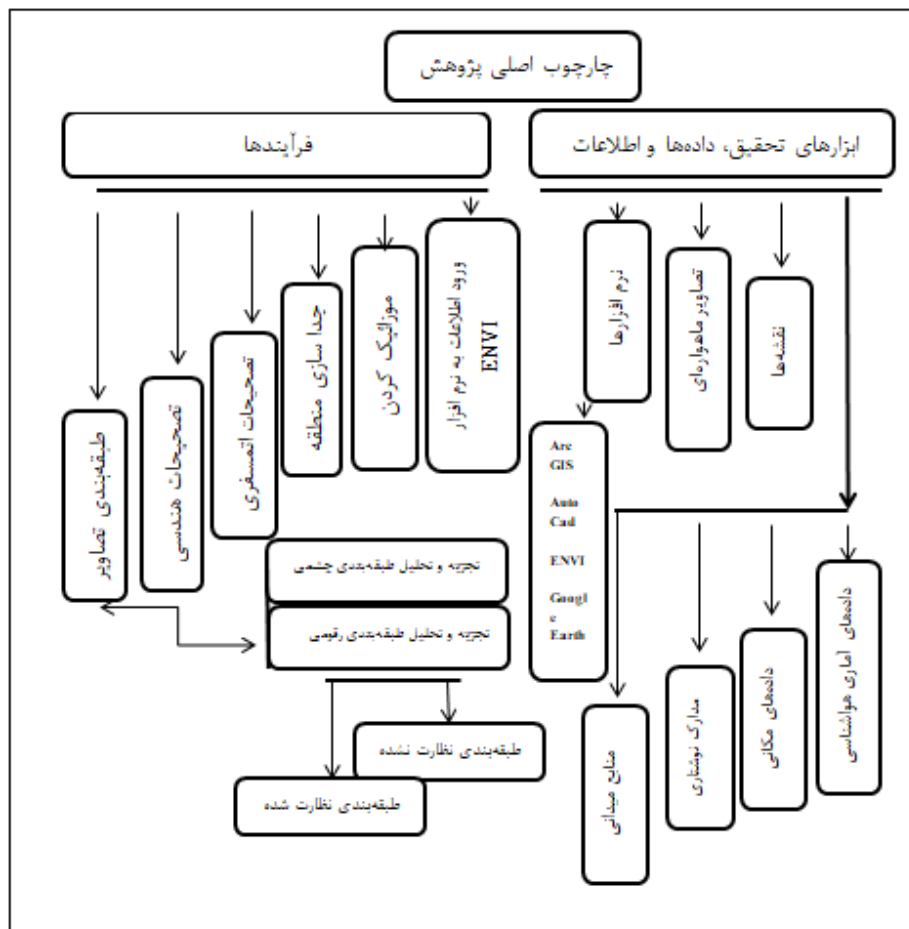 چارچوب اصلی پژوهش
ابزارهای تحقیق، داده‌ها و اطلاعات
فرآیندها
نقشه‌ها
تصاویر ماهواره‌ای
نرم افزارها
Arc
GIS
Auto
Cad
ENVI
Googl
e
Earth
داده‌های آماری هواشناسی
داده‌های مکانی
مدارک نوشتاری
منابع میدانی
ورود اطلاعات به نرم افزار
ENVI
موزائیک کردن
جدا سازی منطقه
تصحیحات اتمسفری
تصحیحات هندسی
طبقه‌بندی تصاویر
تجزیه و تحلیل طبقه‌بندی چشمی
تجزیه و تحلیل طبقه‌بندی رقومی
طبقه‌بندی نظارت نشده
طبقه‌بندی نظارت شده